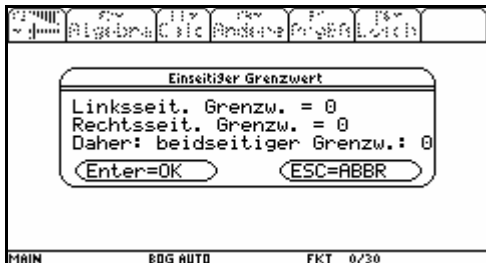 Algebra Calc Andere PrgEA Lösch
Einseitiger Grenzwert
Linksseit. Grenzw. = 0
Rechtsseit. Grenzw. = 0
Daher: beidseitiger Grenzw.: 0
Enter=OK ESC=ABBR
MAIN BOG AUTO FKT 0/30